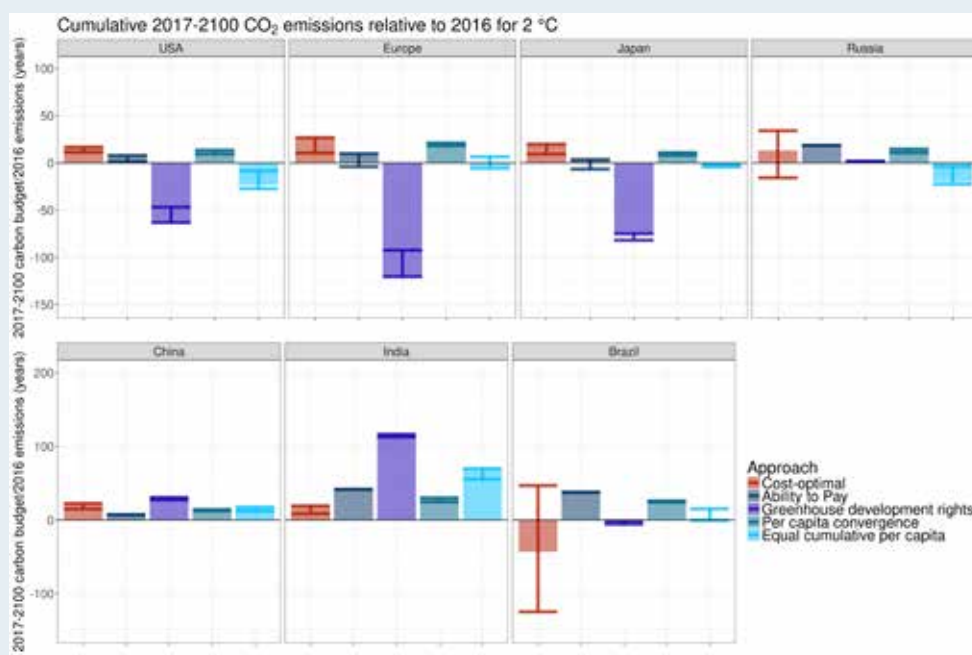 Cumulative 2017-2100 CO₂ emissions relative to 2016 for 2 °C
USA
Europe
Japan
Russia
2017-2100 carbon budget/2016 emissions (years)
100
50
0
-50
-100
-150
China
India
Brazil
2017-2100 carbon budget/2016 emissions (years)
200
100
0
-100
Approach
Cost-optimal
Ability to Pay
Greenhouse development rights
Per capita convergence
Equal cumulative per capita